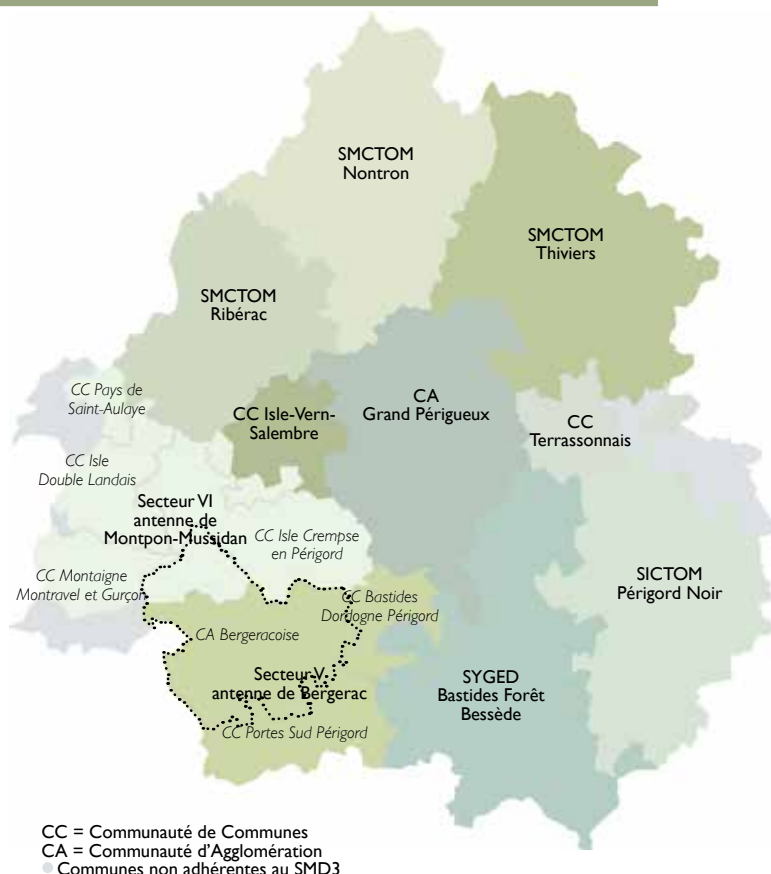 SMCTOM
Nontron
SMCTOM
Thiviers
SMCTOM
Ribérac
CC Pays de
Saint-Aulaye
CC Isle-Vern-
Salembre
CA
Grand Périgueux
CC
Terrassonnais
CC Isle
Double Landais
Secteur VI
antenne de
Montpon-Mussidan
CC Isle Crempse
en Périgord
CC Montaigne
Montravel et Gurçon
SICTOM
Périgord Noir
CC Bastides
Dordogne Périgord
CA Bergeracoise
Secteur V
antenne de Bergerac
SYGED
Bastides Forêt
Bessède
CC Portes Sud Périgord
CC = Communauté de Communes
CA = Communauté d'Agglomération
Communes non adhérentes au SMD3